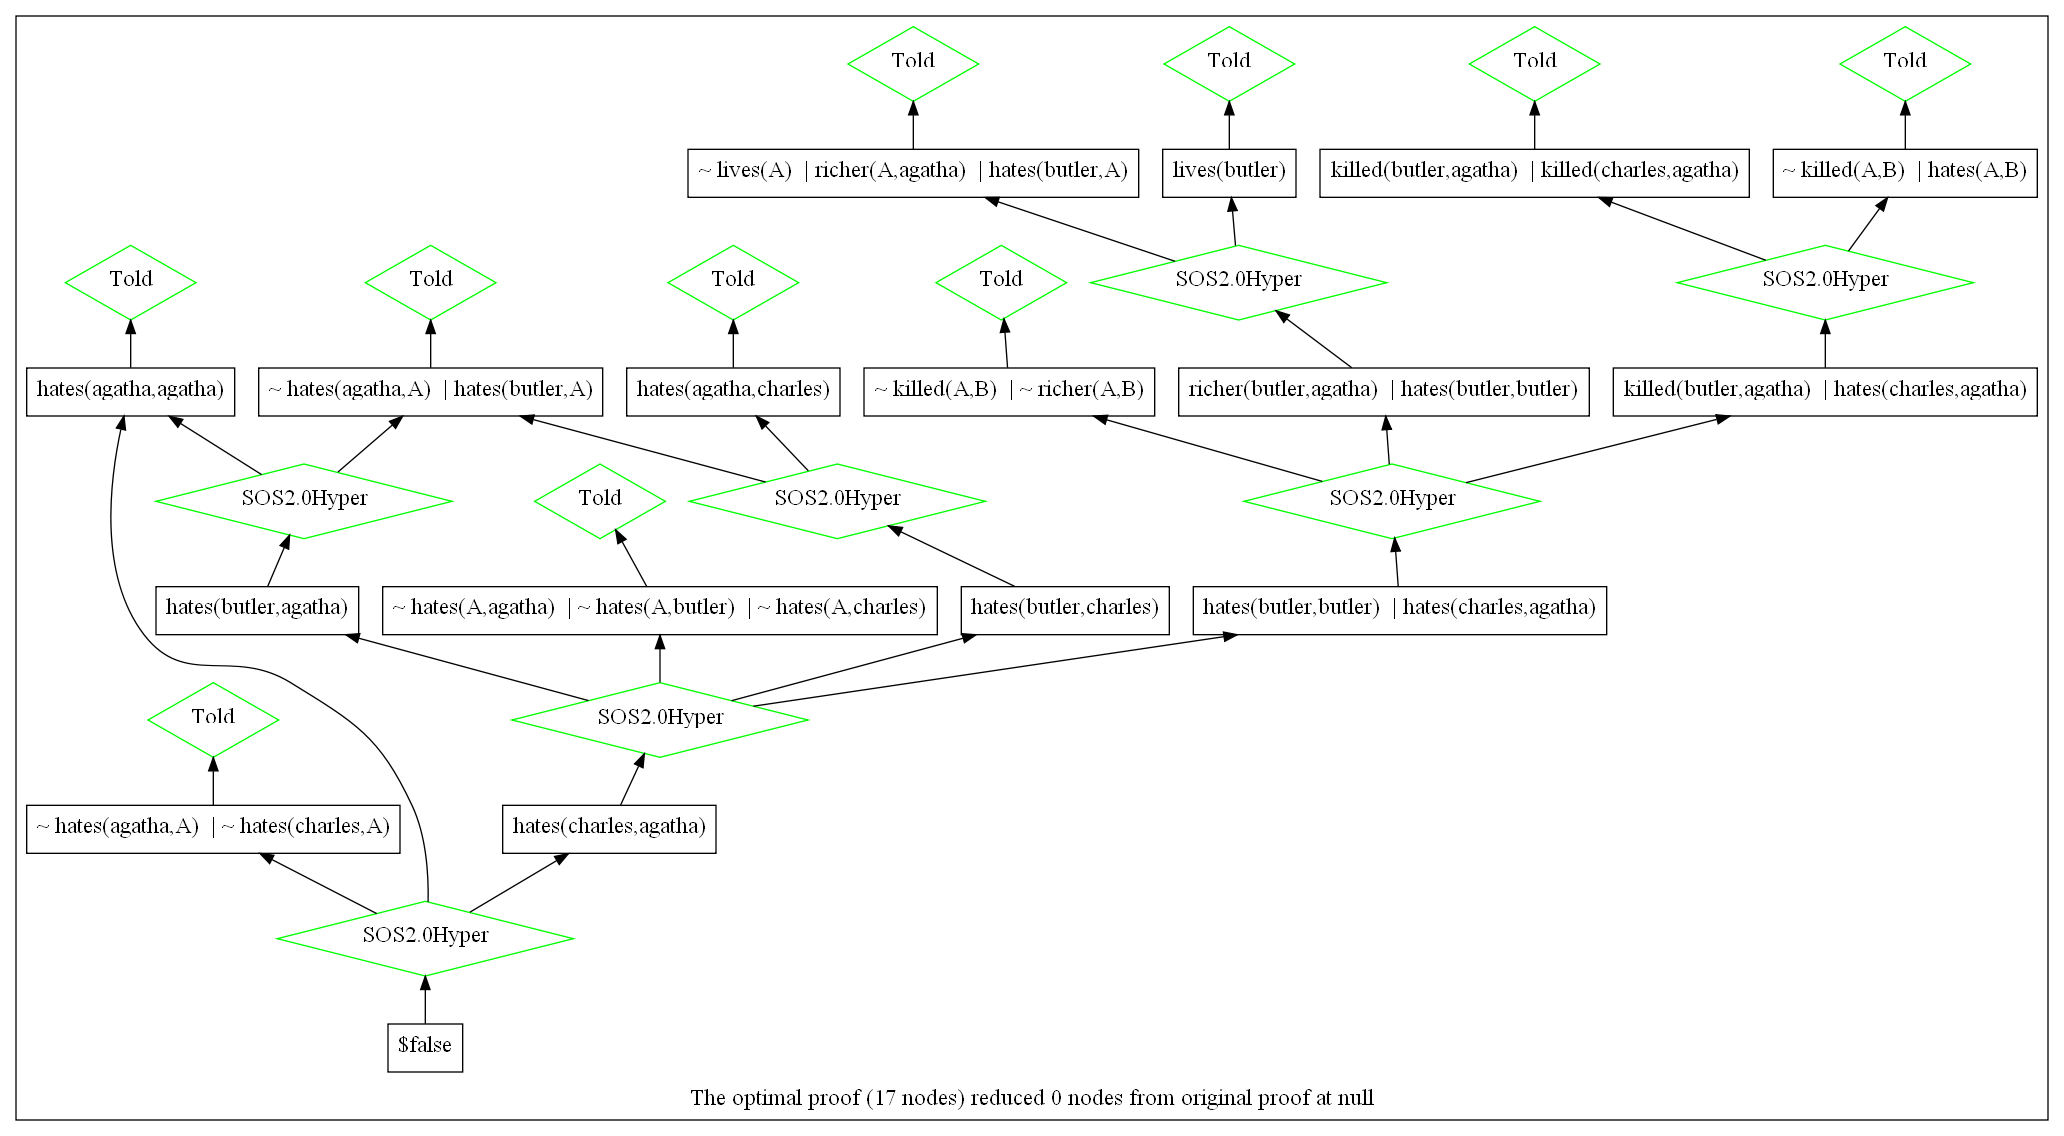 Told
Told
Told
Told
~ lives(A) | richer(A,agatha) | hates(butler,A)
lives(butler)
killed(butler,agatha) | killed(charles,agatha)
~ killed(A,B) | hates(A,B)
Told
Told
Told
Told
SOS2.0Hyper
SOS2.0Hyper
hates(agatha,agatha)
~ hates(agatha,A) | hates(butler,A)
hates(agatha,charles)
~ killed(A,B) | ~ richer(A,B)
richer(butler,agatha) | hates(butler,butler)
killed(butler,agatha) | hates(charles,agatha)
SOS2.0Hyper
Told
SOS2.0Hyper
SOS2.0Hyper
hates(butler,agatha)
~ hates(A,agatha) | ~ hates(A,butler) | ~ hates(A,charles)
hates(butler,charles)
hates(butler,butler) | hates(charles,agatha)
Told
SOS2.0Hyper
~ hates(agatha,A) | ~ hates(charles,A)
hates(charles,agatha)
SOS2.0Hyper
$false
The optimal proof (17 nodes) reduced 0 nodes from original proof at null